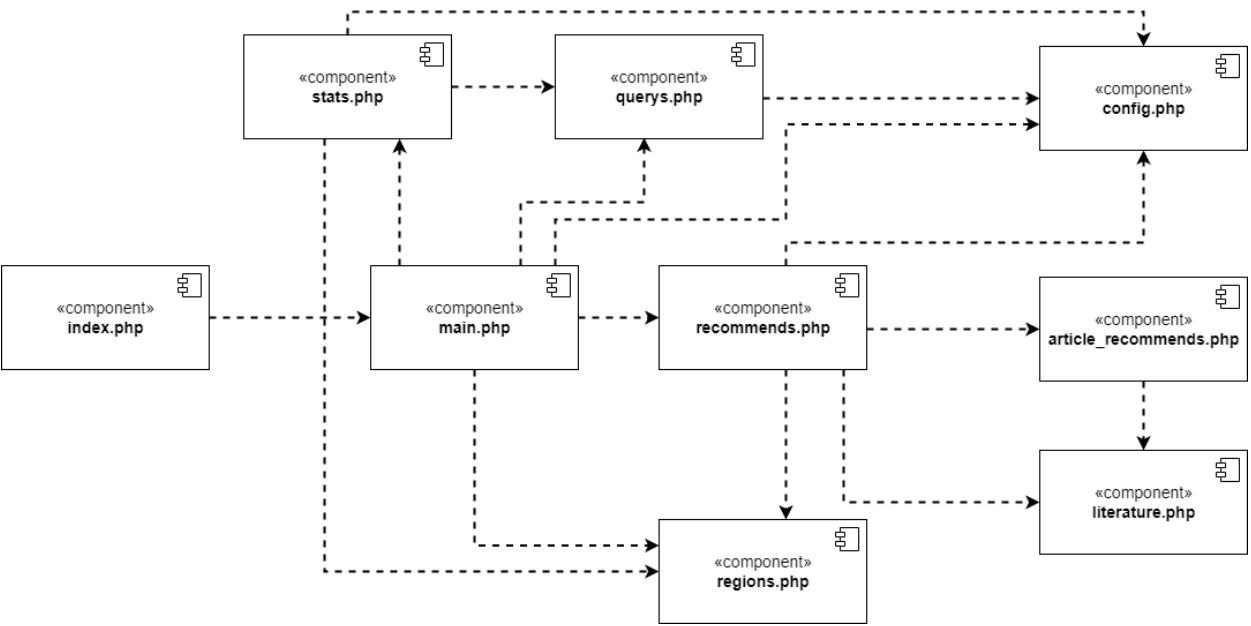 «component»
stats.php
«component»
querys.php
«component»
config.php
«component»
index.php
«component»
main.php
«component»
recommends.php
«component»
article_recommends.php
«component»
literature.php
«component»
regions.php